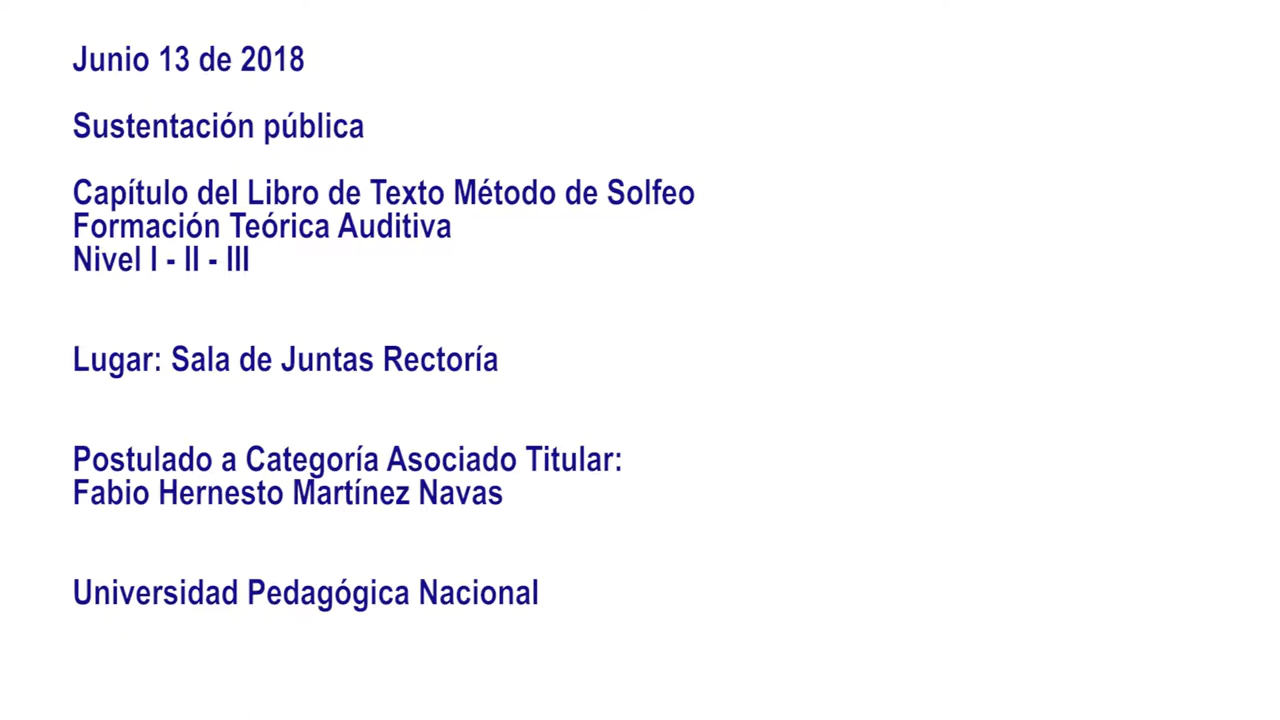 Junio 13 de 2018
Sustentación pública
Capítulo del Libro de Texto Método de Solfeo
Formación Teórica Auditiva
Nivel I - II - III
Lugar: Sala de Juntas Rectoría
Postulado a Categoría Asociado Titular:
Fabio Hernesto Martínez Navas
Universidad Pedagógica Nacional